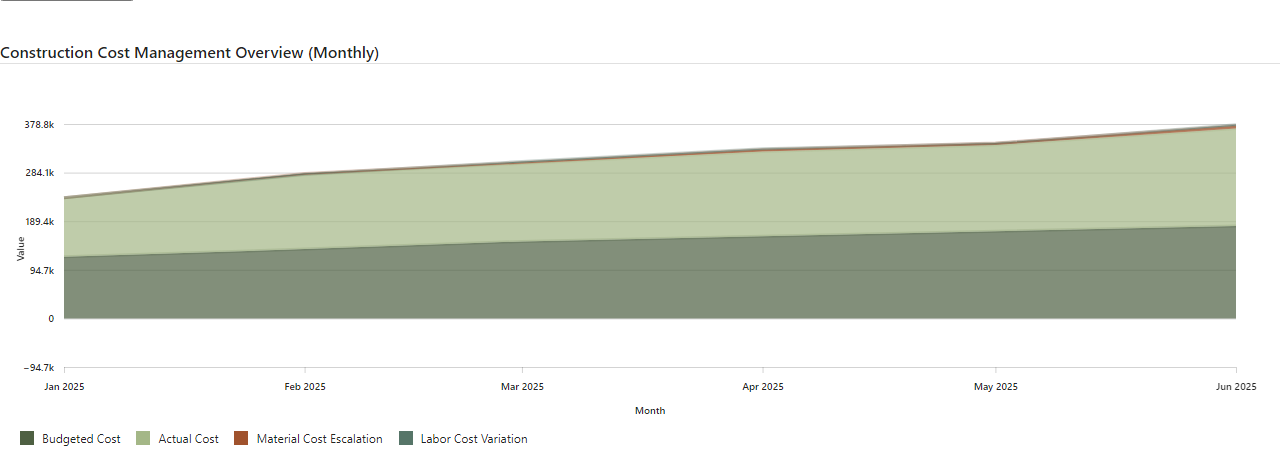 Construction Cost Management Overview (Monthly)
378.8k
284.1k
189.4k
94.7k
0
−94.7k
Value
Jan 2025 Feb 2025 Mar 2025 Apr 2025 May 2025 Jun 2025
Month
Budgeted Cost Actual Cost Material Cost Escalation Labor Cost Variation